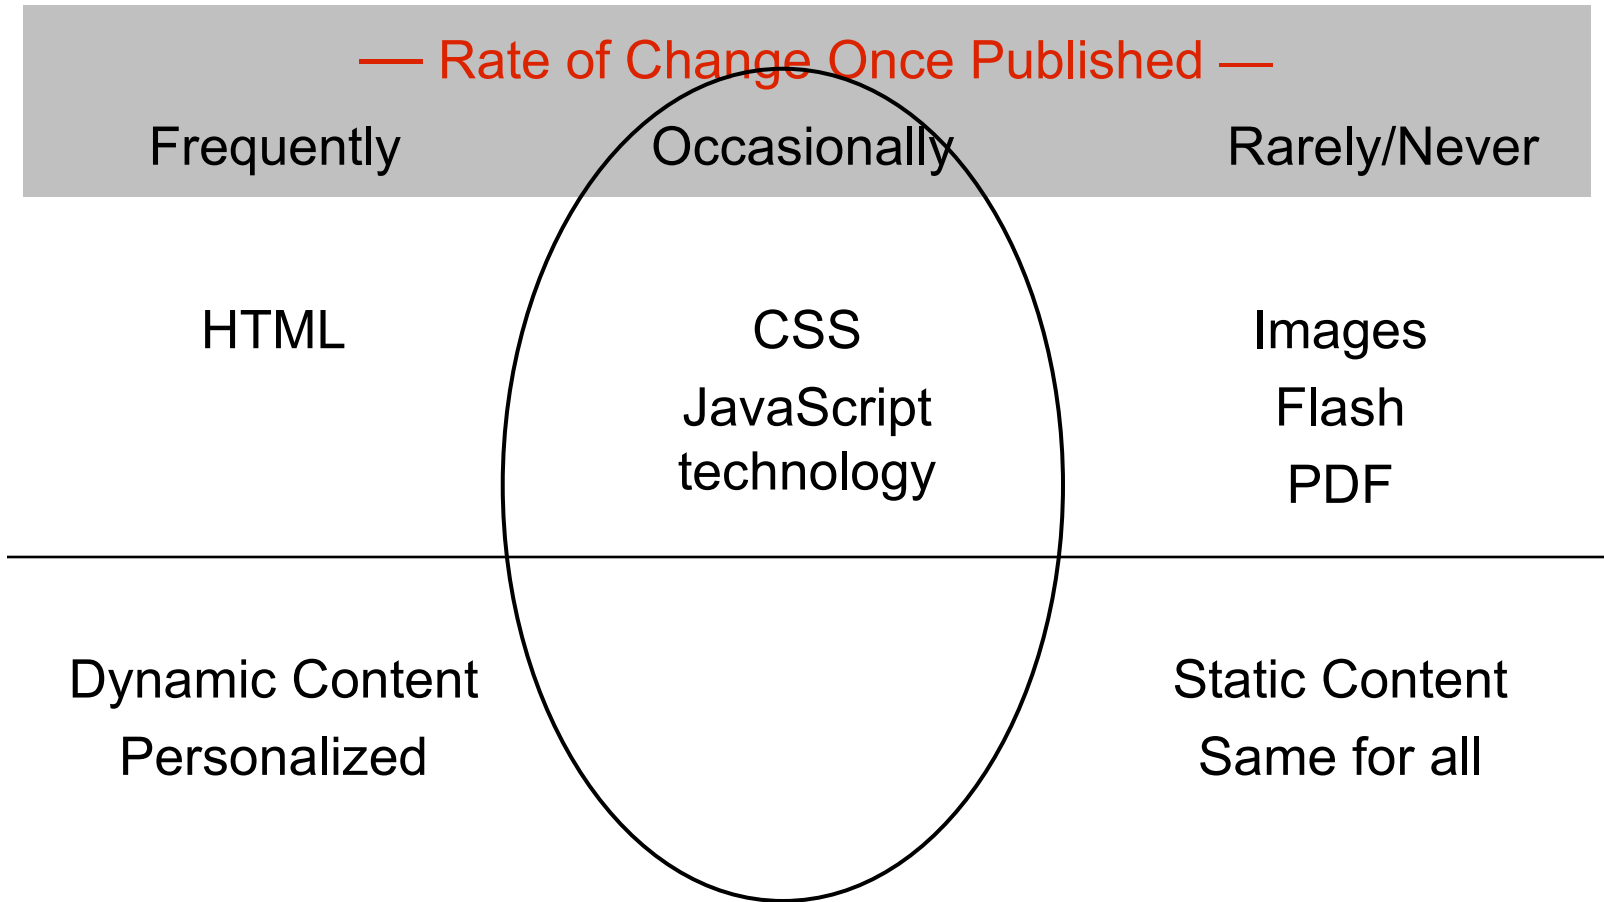 — Rate of Change Once Published —
Frequently Occasionally Rarely/Never
HTML CSS Images
JavaScript Flash
technology PDF
Dynamic Content Static Content
Personalized Same for all